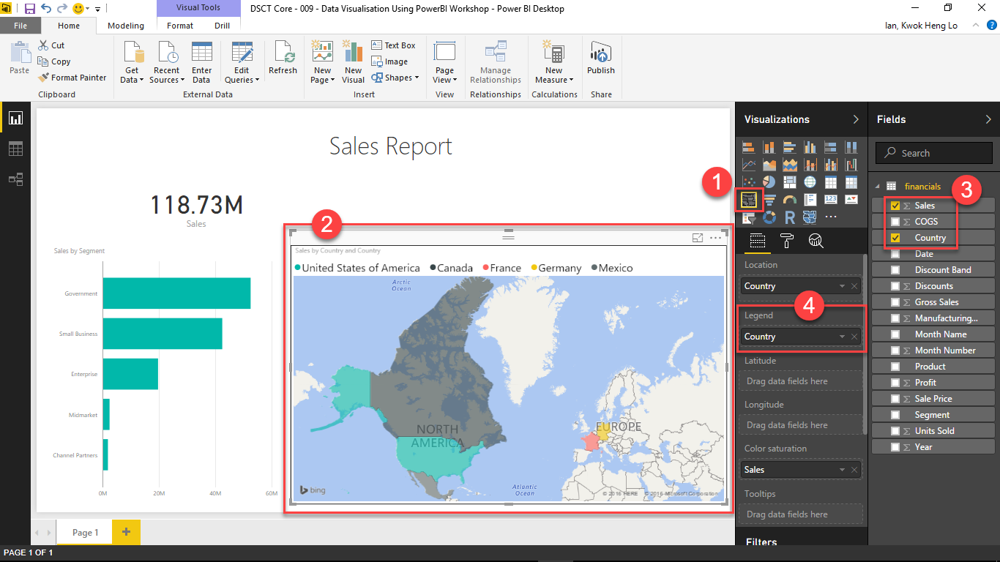 Visual Tools
DSCT Core - 009 - Data Visualisation Using PowerBI Workshop - Power BI Desktop
File
Home
Modeling
Format
Drill
Ian, Kwok Heng Lo
?
Paste
Cut
Copy
Format Painter
Clipboard
Get
Data
Recent
Sources
Enter
Data
Edit
Queries
External Data
Refresh
New
Page
New
Visual
Text Box
Image
Shapes
Insert
Page
View
View
Manage
Relationships
Relationships
New
Measure
Calculations
Publish
Share
Sales Report
118.73M
Sales
Sales by Segment
Government
Small Business
Enterprise
Midmarket
Channel Partners
0M
20M
40M
60M
2
Sales by Country and Country
United States of America
Canada
France
Germany
Mexico
Arctic
Ocean
NORTH
AMERICA
EUROPE
Atlantic
Ocean
bing
© 2016 HERE
© 2016 Microsoft Corporation
Visualizations
1
R
123
Location
Country
4
Legend
Country
Latitude
Drag data fields here
Longitude
Drag data fields here
Color saturation
Sales
Tooltips
Drag data fields here
Filters
Fields
Search
financials
3
Σ Sales
Σ COGS
Country
Date
Discount Band
Σ Discounts
Σ Gross Sales
Σ Manufacturing...
Month Name
Σ Month Number
Product
Σ Profit
Σ Sale Price
Segment
Σ Units Sold
Σ Year
Page 1
+
PAGE 1 OF 1